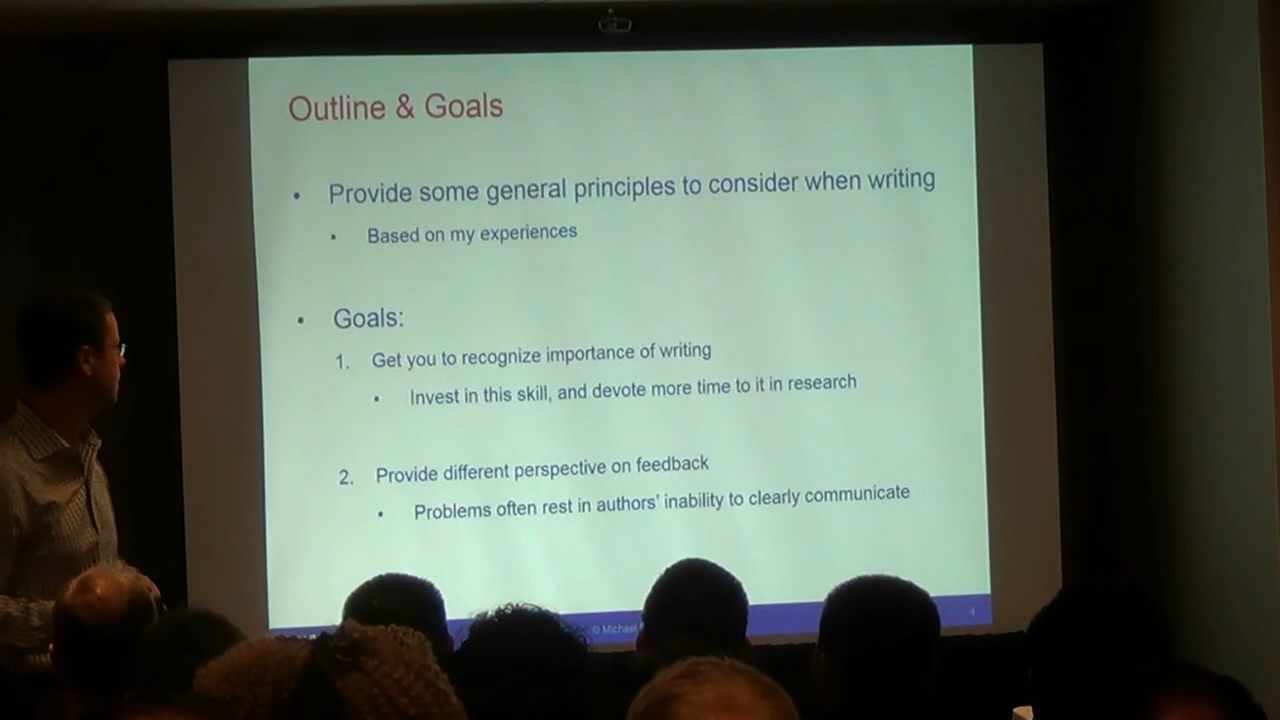 Outline & Goals
• Provide some general principles to consider when writing
• Based on my experiences
• Goals:
1. Get you to recognize importance of writing
• Invest in this skill, and devote more time to it in research
2. Provide different perspective on feedback
• Problems often rest in authors' inability to clearly communicate
© Michael
4